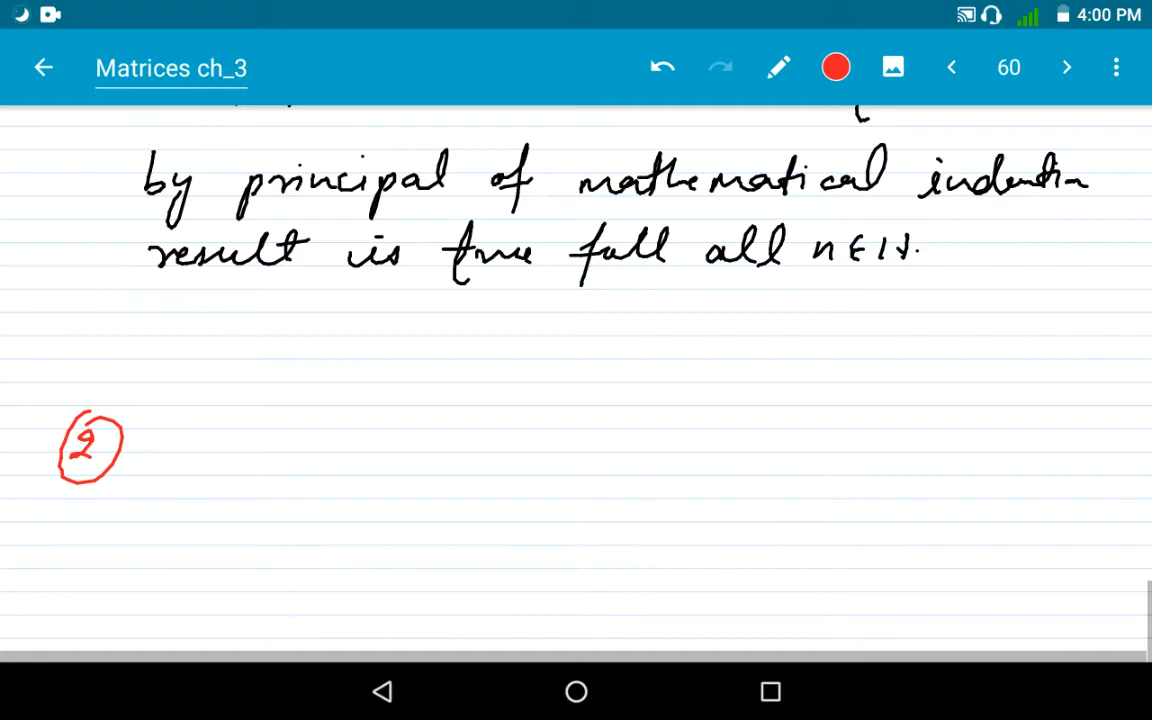 4:00 PM
Matrices ch_3
60
by principal of mathematical induction
result is true fall all n ∈ N.
2